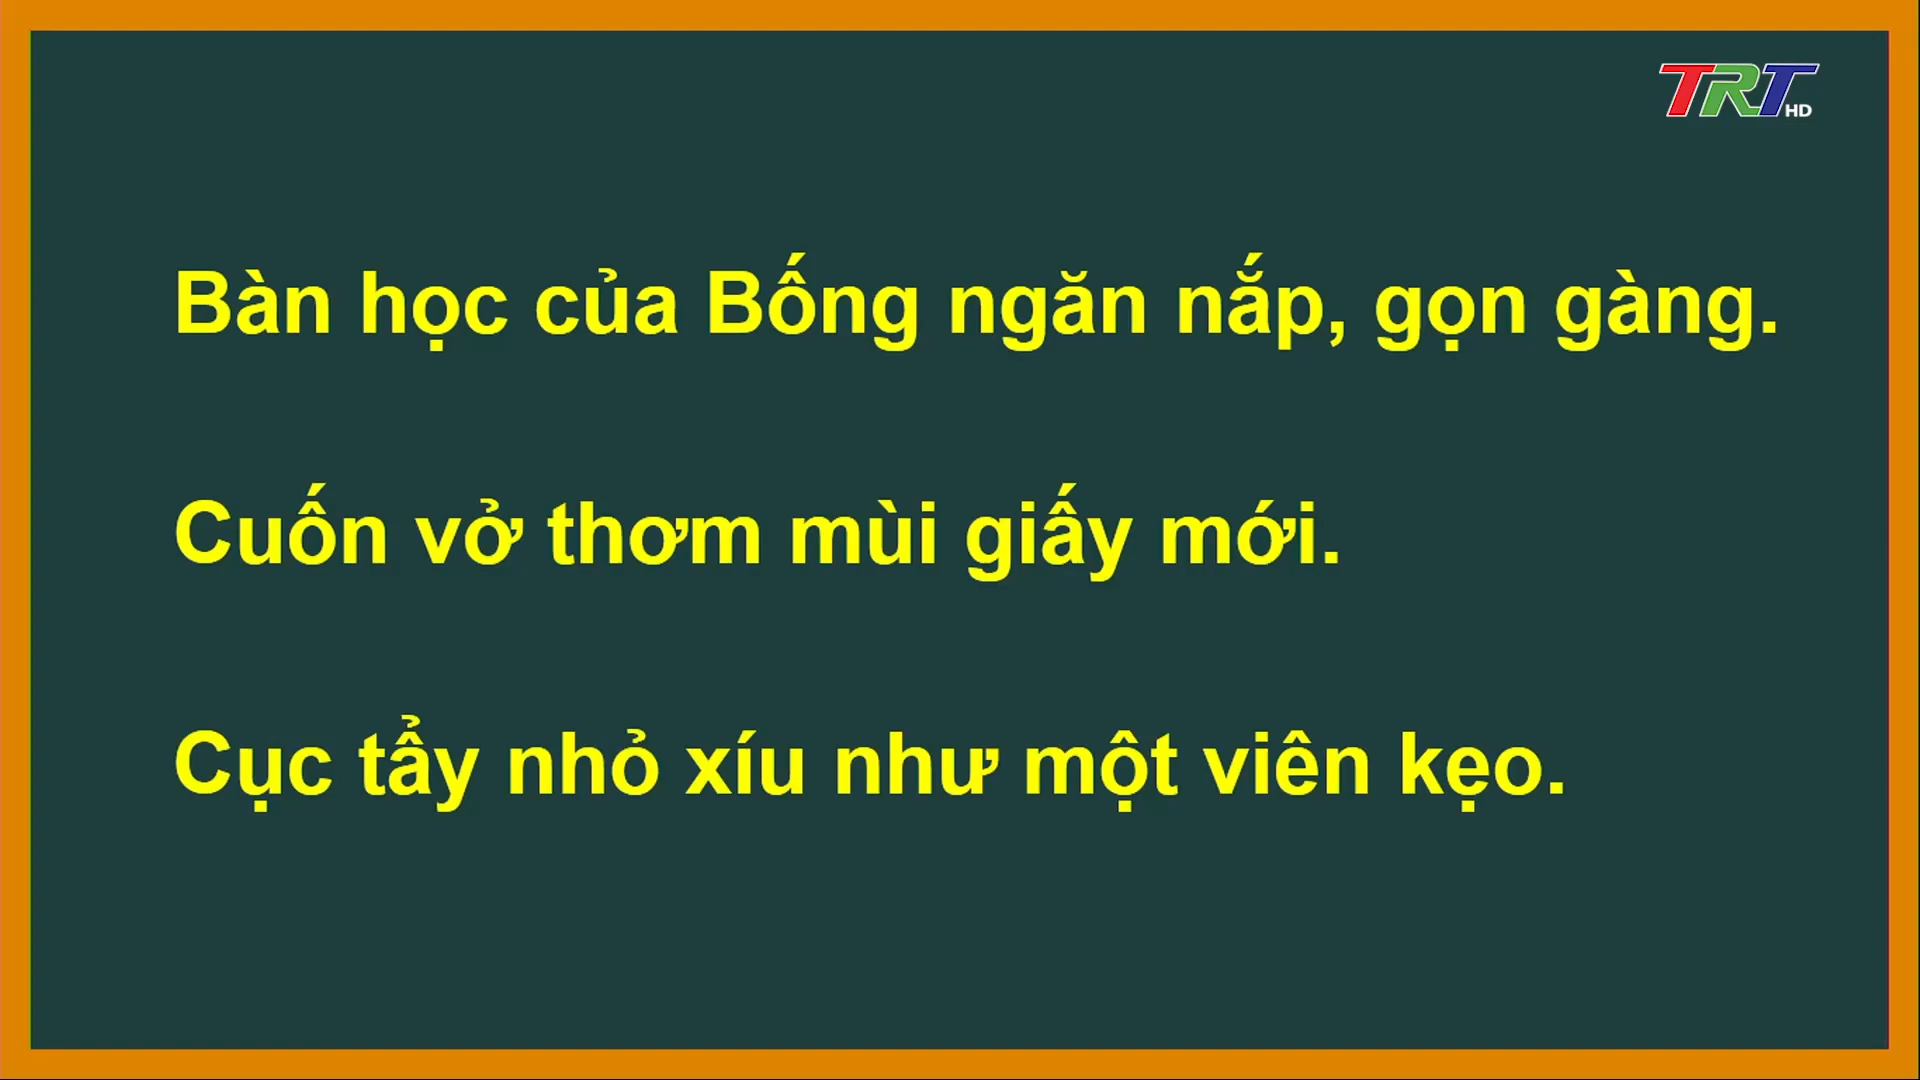 TRT HD
Bàn học của Bống ngăn nắp, gọn gàng.
Cuốn vở thơm mùi giấy mới.
Cục tẩy nhỏ xíu như một viên kẹo.